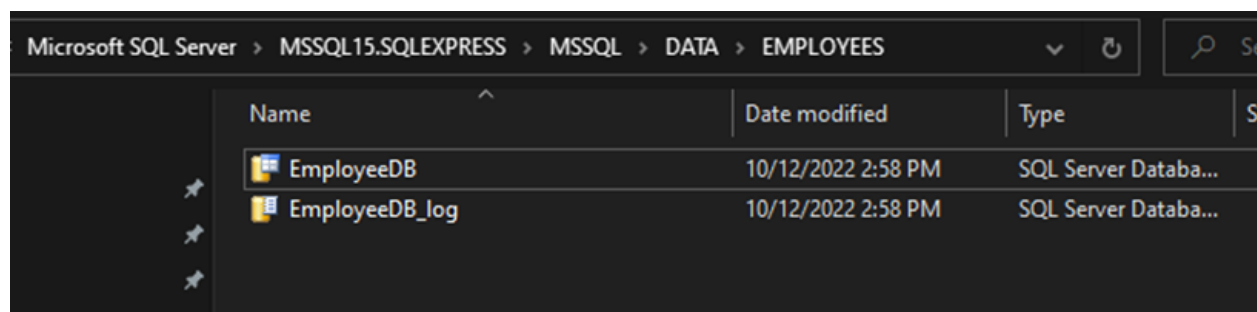 Microsoft SQL Server > MSSQL15.SQLEXPRESS > MSSQL > DATA > EMPLOYEES
Name Date modified Type
EmployeeDB 10/12/2022 2:58 PM SQL Server Databa...
EmployeeDB_log 10/12/2022 2:58 PM SQL Server Databa...